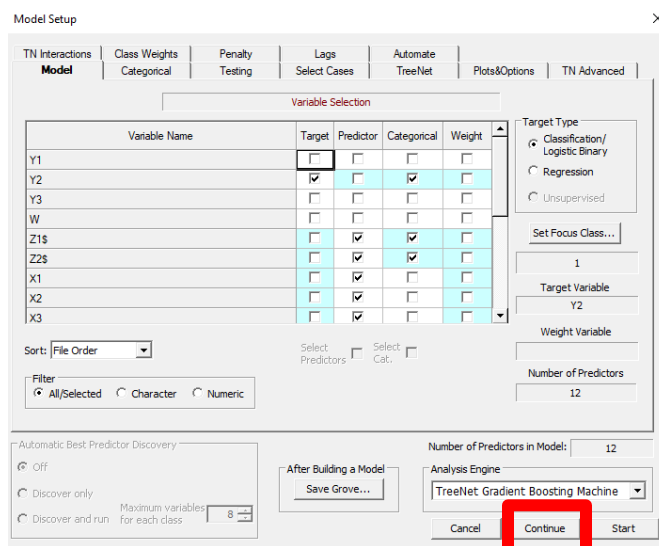 Model Setup
TN Interactions Class Weights Penalty Lags Automate
Model Categorical Testing Select Cases TreeNet Plots&Options TN Advanced
Variable Selection
Variable Name Target Predictor Categorical Weight
Y1
Y2
Y3
W
Z1$
Z2$
X1
X2
X3
Target Type
Classification/
Logistic Binary
Regression
Unsupervised
Set Focus Class...
1
Target Variable
Y2
Weight Variable
Number of Predictors
12
Sort: File Order
Select
Predictors
Select
Cat.
Filter
All/Selected Character Numeric
Automatic Best Predictor Discovery
Off
Discover only
Discover and run
Maximum variables
for each class
8
After Building a Model
Save Grove...
Number of Predictors in Model: 12
Analysis Engine
TreeNet Gradient Boosting Machine
Cancel Continue Start